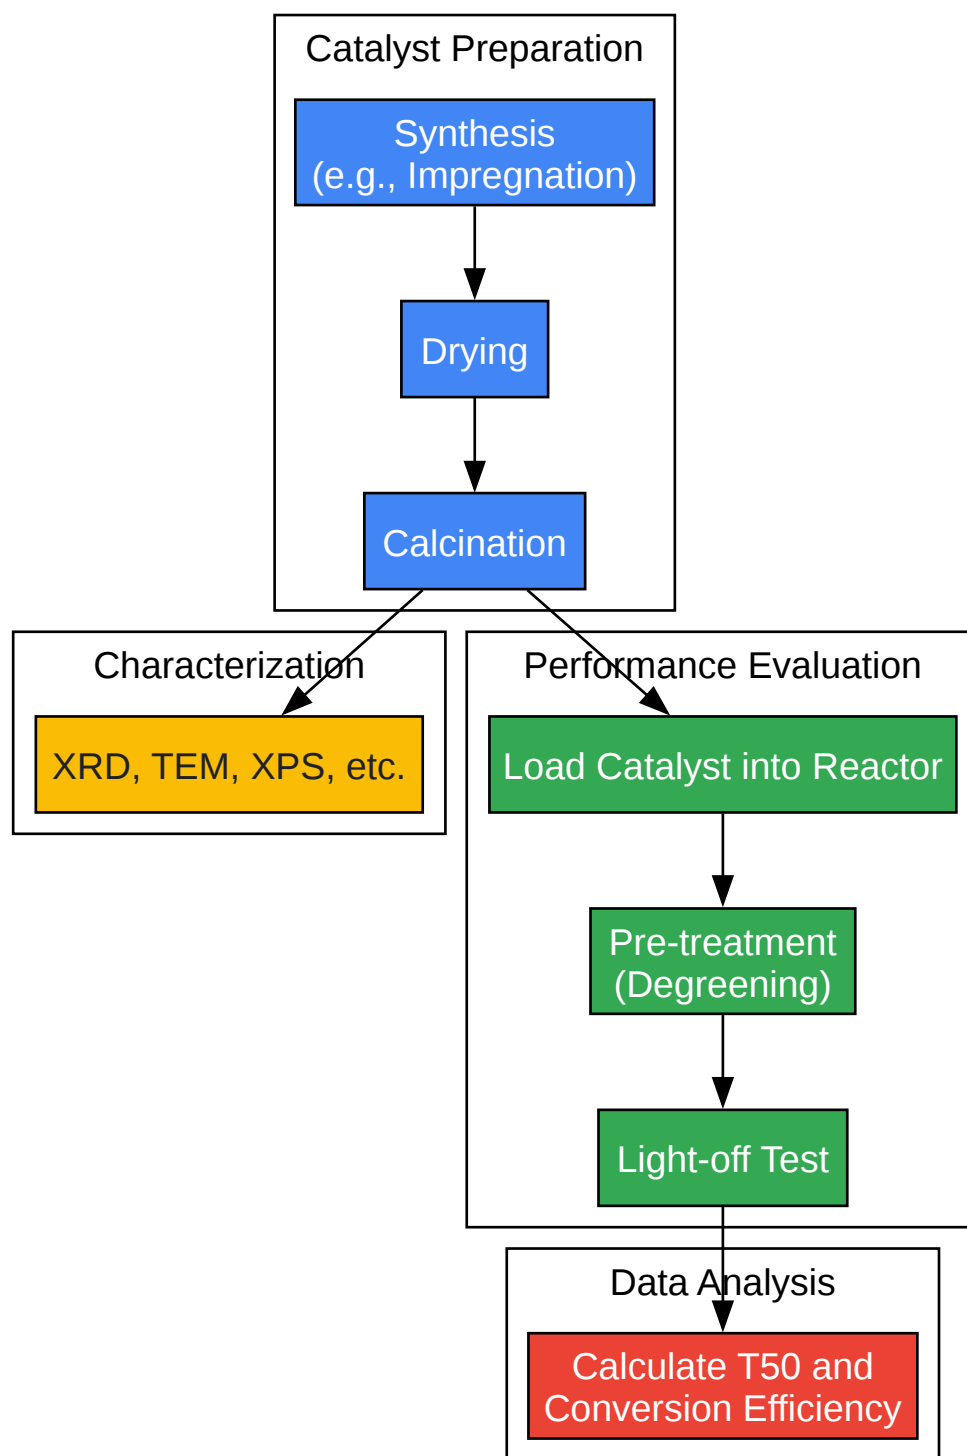 Catalyst Preparation
Synthesis
(e.g., Impregnation)
Drying
Calcination
Characterization
XRD, TEM, XPS, etc.
Performance Evaluation
Load Catalyst into Reactor
Pre-treatment
(Degreening)
Light-off Test
Data Analysis
Calculate T50 and
Conversion Efficiency